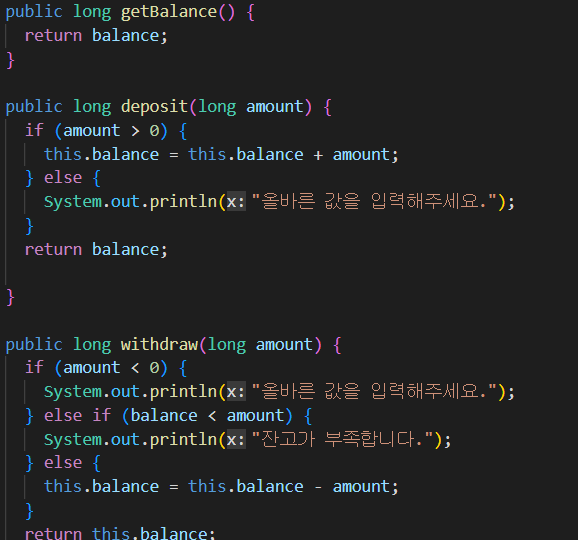 public long getBalance() {
return balance;
}
public long deposit(long amount) {
if (amount > 0) {
this.balance = this.balance + amount;
} else {
System.out.println(x: "올바른 값을 입력해주세요.");
}
return balance;
}
public long withdraw(long amount) {
if (amount < 0) {
System.out.println(x: "올바른 값을 입력해주세요.");
} else if (balance < amount) {
System.out.println(x: "잔고가 부족합니다.");
} else {
this.balance = this.balance - amount;
}
return this.balance;